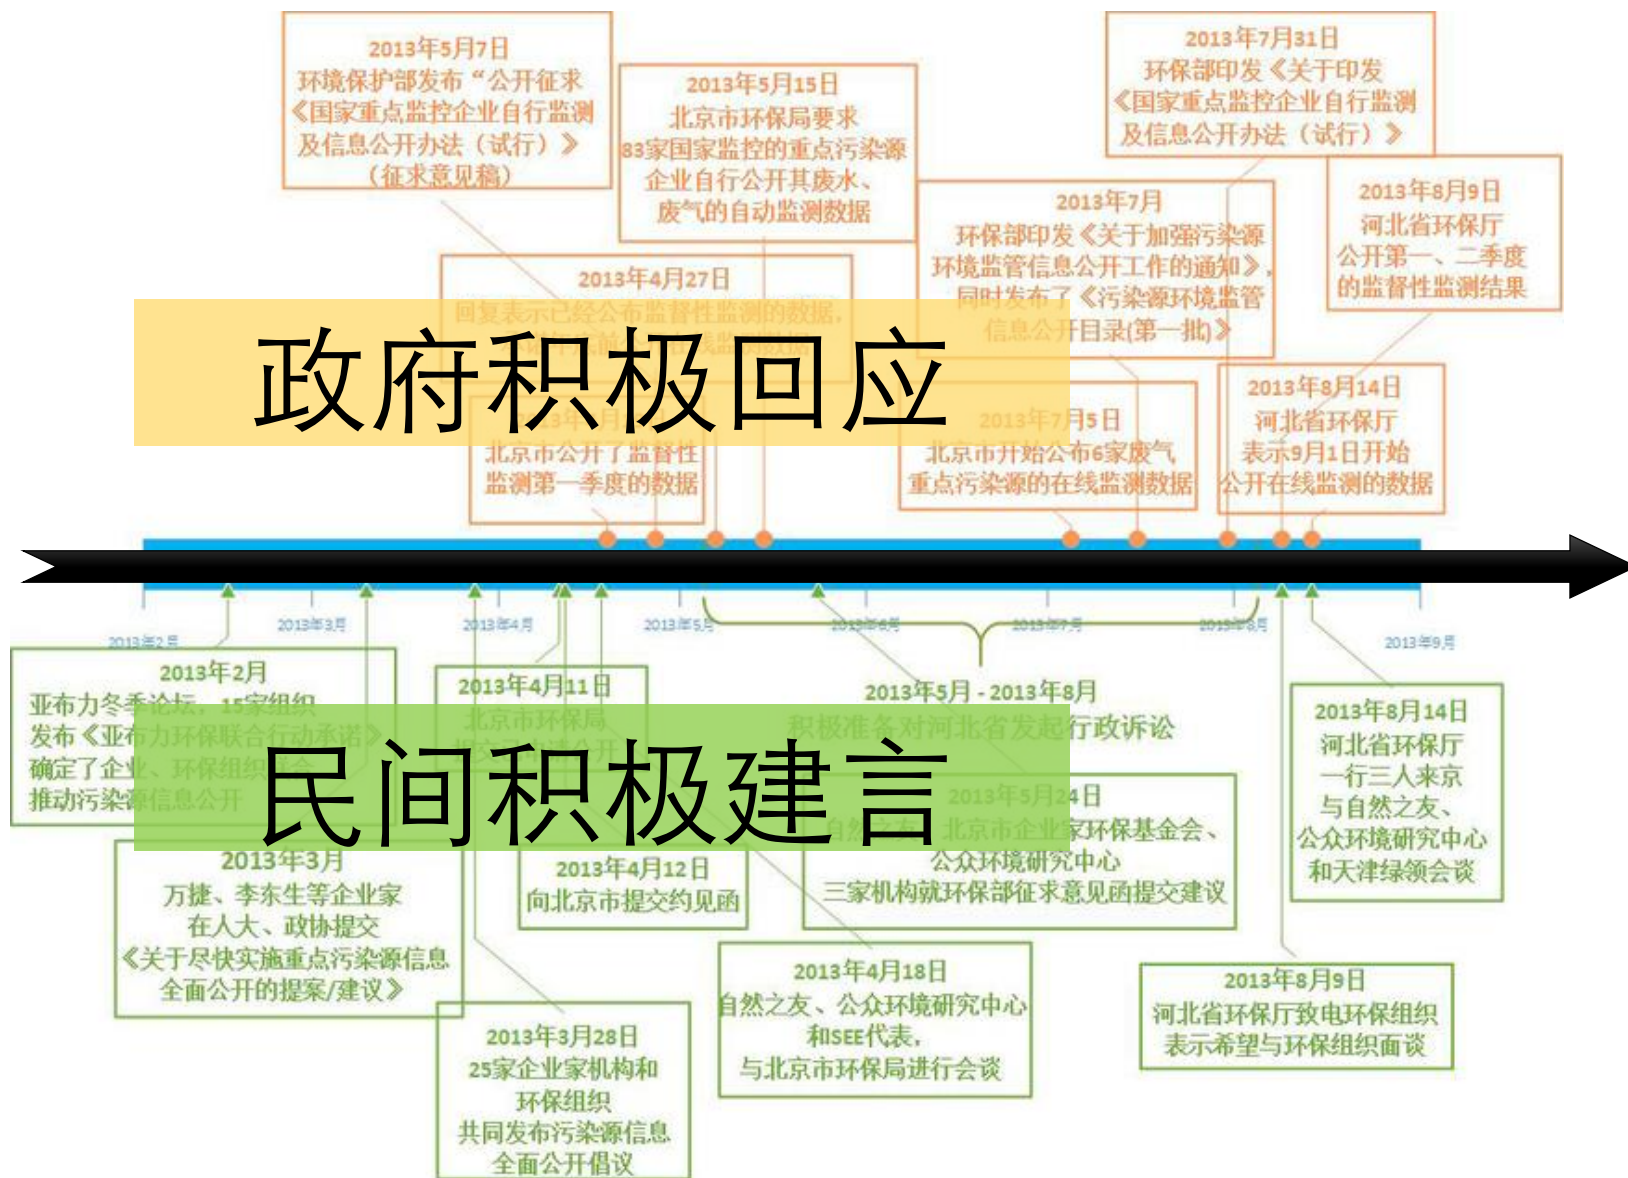 2013年5月7日
环境保护部发布“公开征求
《国家重点监控企业自行监测
及信息公开办法（试行）》
（征求意见稿）
2013年5月15日
北京市环保局要求
83家国家监控的重点污染源
企业自行公开其废水、
废气的自动监测数据
2013年7月31日
环保部印发《关于印发
《国家重点监控企业自行监测
及信息公开办法（试行）》
2013年7月
环保部印发《关于加强污染源
环境监管信息公开工作的通知》，
同时发布了《污染源环境监管
信息公开目录(第一批)》
2013年8月9日
河北省环保厅
公开第一、二季度
的监督性监测结果
2013年4月27日
回复表示已经公布监督性监测的数据，
政府积极回应
北京市公开了监督性
监测第一季度的数据
2013年7月5日
北京市开始公布6家废气
重点污染源的在线监测数据
2013年8月14日
河北省环保厅
表示9月1日开始
公开在线监测的数据
2013年2月
2013年3月
2013年4月
2013年5月
2013年6月
2013年7月
2013年8月
2013年9月
2013年2月
亚布力冬季论坛，15家组织
发布《亚布力环保联合行动承诺》
确定了企业、环保组织联合
推动污染源信息公开
2013年4月11日
北京市环保局
2013年5月 - 2013年8月
积极准备对河北省发起行政诉讼
2013年8月14日
河北省环保厅
一行三人来京
与自然之友、
公众环境研究中心
和天津绿领会谈
民间积极建言
2013年5月24日
自然之友、北京市企业家环保基金会、
公众环境研究中心
三家机构就环保部征求意见函提交建议
2013年3月
万捷、李东生等企业家
在人大、政协提交
《关于尽快实施重点污染源信息
全面公开的提案/建议》
2013年4月12日
向北京市提交约见函
2013年4月18日
自然之友、公众环境研究中心
和SEE代表，
与北京市环保局进行会谈
2013年8月9日
河北省环保厅致电环保组织
表示希望与环保组织面谈
2013年3月28日
25家企业家机构和
环保组织
共同发布污染源信息
全面公开倡议